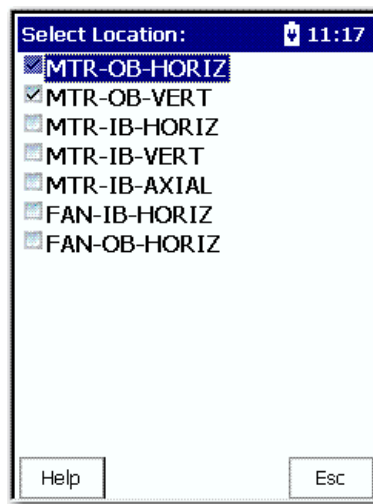 Select Location: 11:17
MTR-OB-HORIZ
MTR-OB-VERT
MTR-IB-HORIZ
MTR-IB-VERT
MTR-IB-AXIAL
FAN-IB-HORIZ
FAN-OB-HORIZ
Help Esc